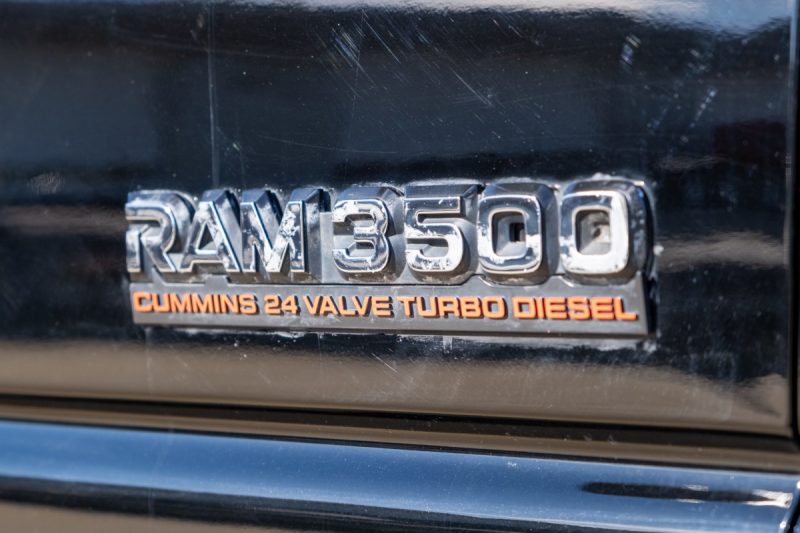 RAM 3500
CUMMINS 24 VALVE TURBO DIESEL